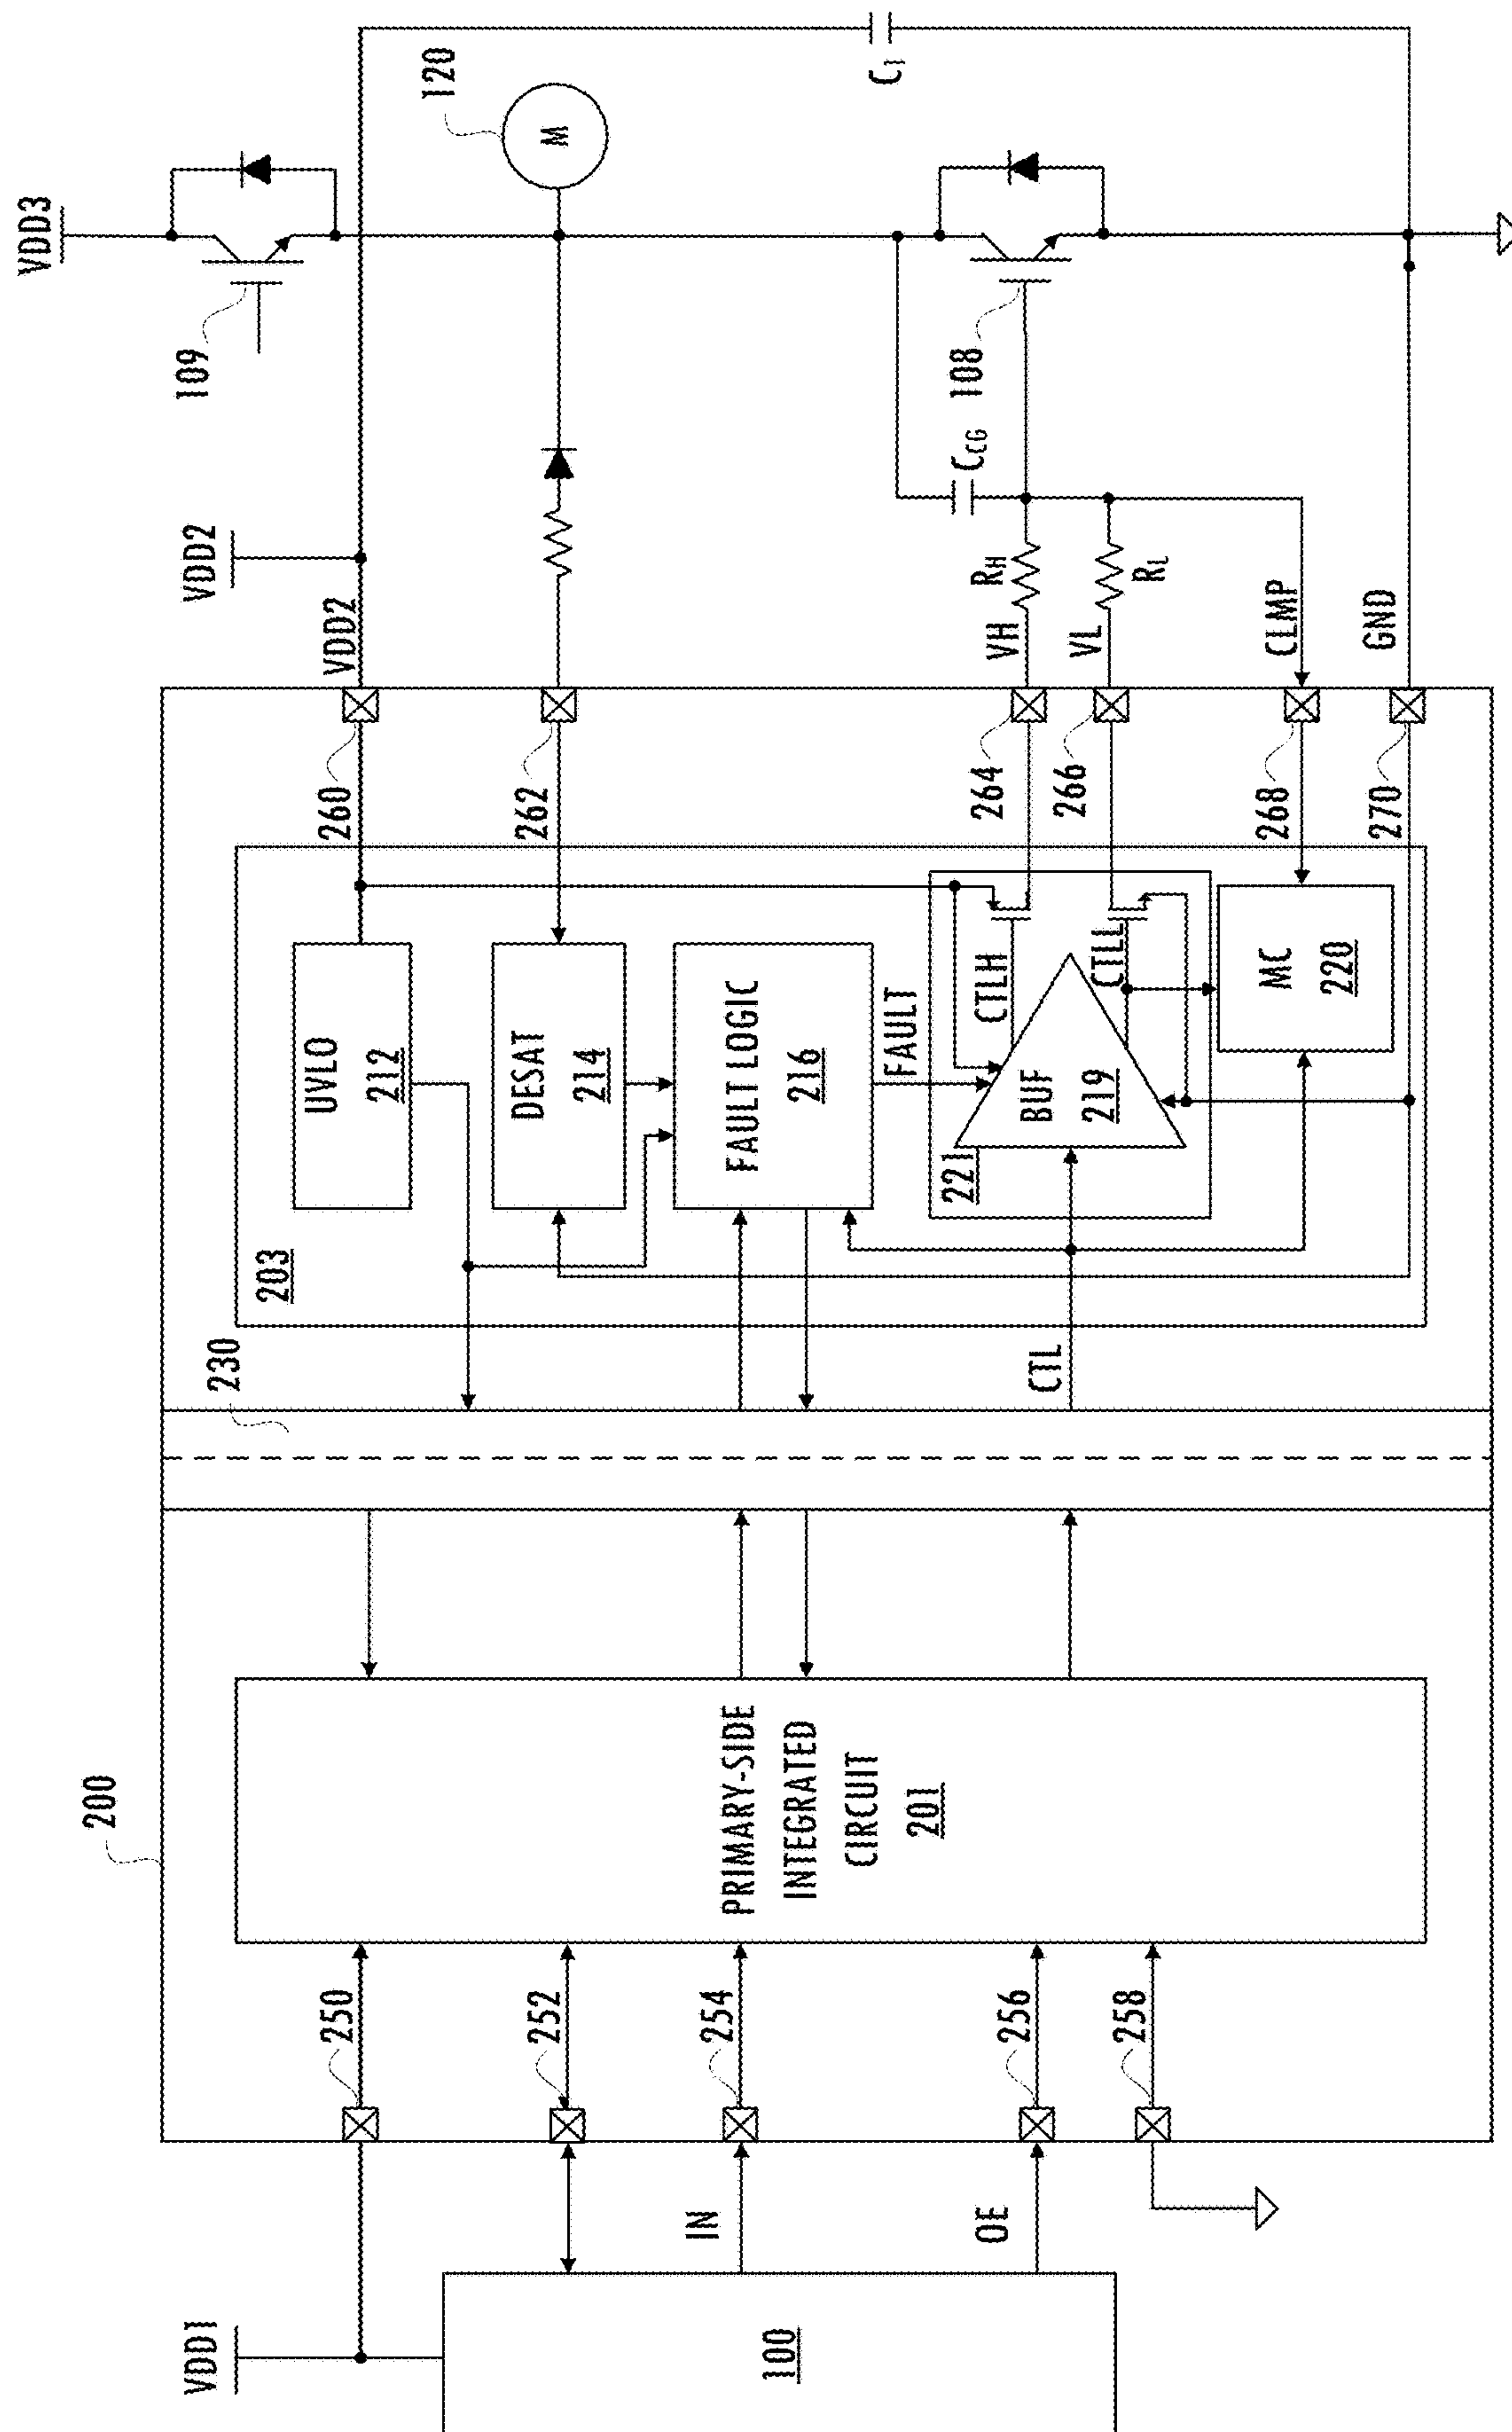 VDD1
100
IN
OE
200
250
252
254
256
258
PRIMARY-SIDE
INTEGRATED
CIRCUIT
201
230
203
UVLO
212
DESAT
214
FAULT LOGIC
216
FAULT
CTL
221
BUF
219
CTLH
CTLL
MC
220
260
262
264
266
268
270
VDD2
VDD2
VH
RH
VL
RL
CLMP
GND
CCG
108
109
VDD3
120
M
C1